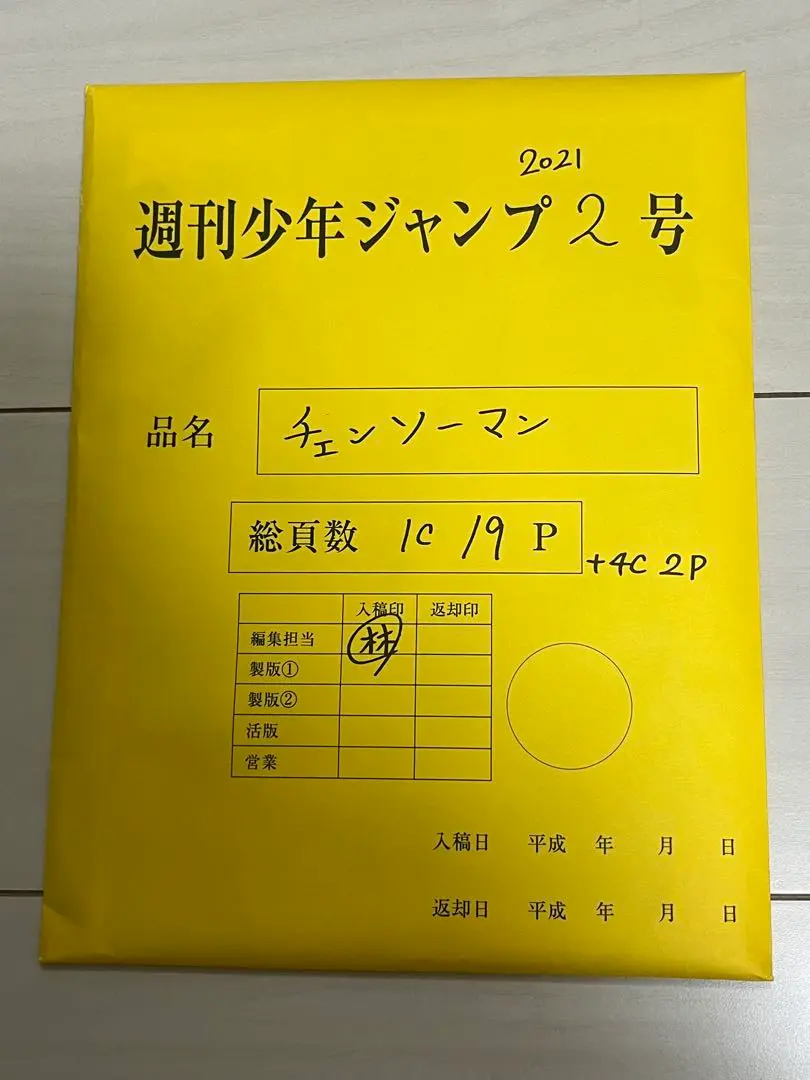 2021
週刊少年ジャンプ 2 号
品名 チェンソーマン
総頁数 1C 19 P
+4C 2P
入稿印 返却印
編集担当 林
製版①
製版②
活版
営業
入稿日 平成 年 月 日
返却日 平成 年 月 日